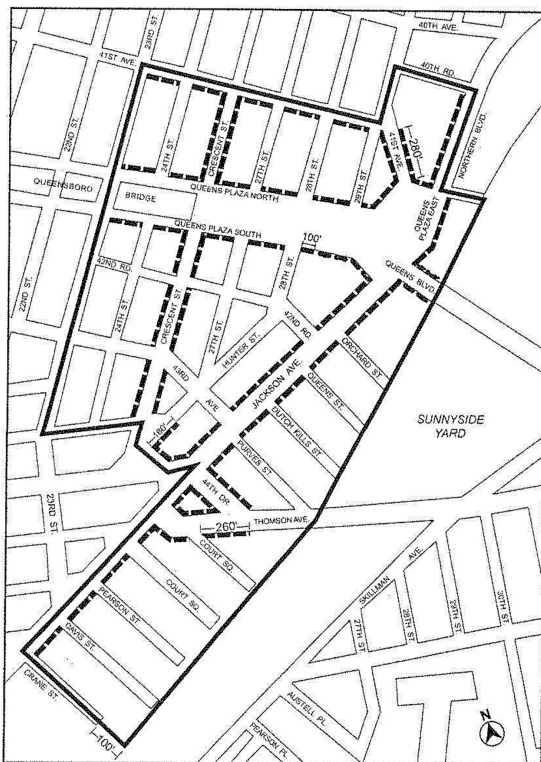 40TH AVE.
23RD ST.
41ST AVE.
40TH RD.
22ND ST.
NORTHERN BLVD.
280'
41ST AVE.
24TH ST.
CRESCENT ST.
27TH ST.
28TH ST.
29TH ST.
QUEENSBORO
BRIDGE
QUEENS PLAZA NORTH
QUEENS PLAZA EAST
QUEENS PLAZA SOUTH
100'
QUEENS BLVD
42ND RD.
28TH ST.
22ND ST.
24TH ST.
CRESCENT ST.
27TH ST.
HUNTER ST.
42ND RD.
ORCHARD ST.
43RD AVE
JACKSON AVE.
QUEENS ST.
SUNNYSIDE
YARD
DUTCH KILLS ST.
PURVES ST.
44TH DR.
23RD ST.
260'
THOMSON AVE.
COURT SQ.
COURT SQ.
SKILLMAN AVE.
PEARSON ST.
27TH ST.
28TH ST.
29TH ST.
30TH ST.
DAVIS ST.
CRANE ST.
100'
AUSTELL PL.
PEARSON PL.
N